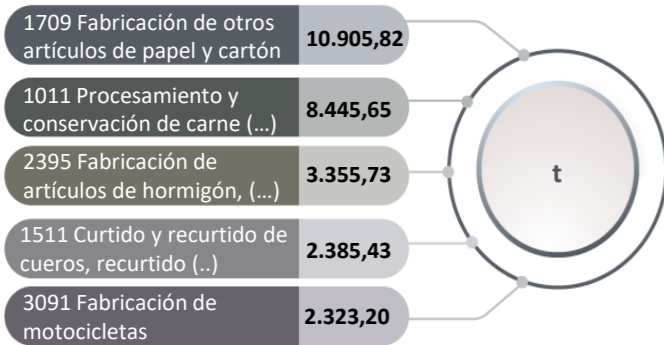 1709 Fabricación de otros
artículos de papel y cartón
10.905,82
1011 Procesamiento y
conservación de carne (...)
8.445,65
2395 Fabricación de
artículos de hormigón, (...)
3.355,73
1511 Curtido y recurtido de
cueros, recurtido (..)
2.385,43
3091 Fabricación de
motocicletas
2.323,20
t